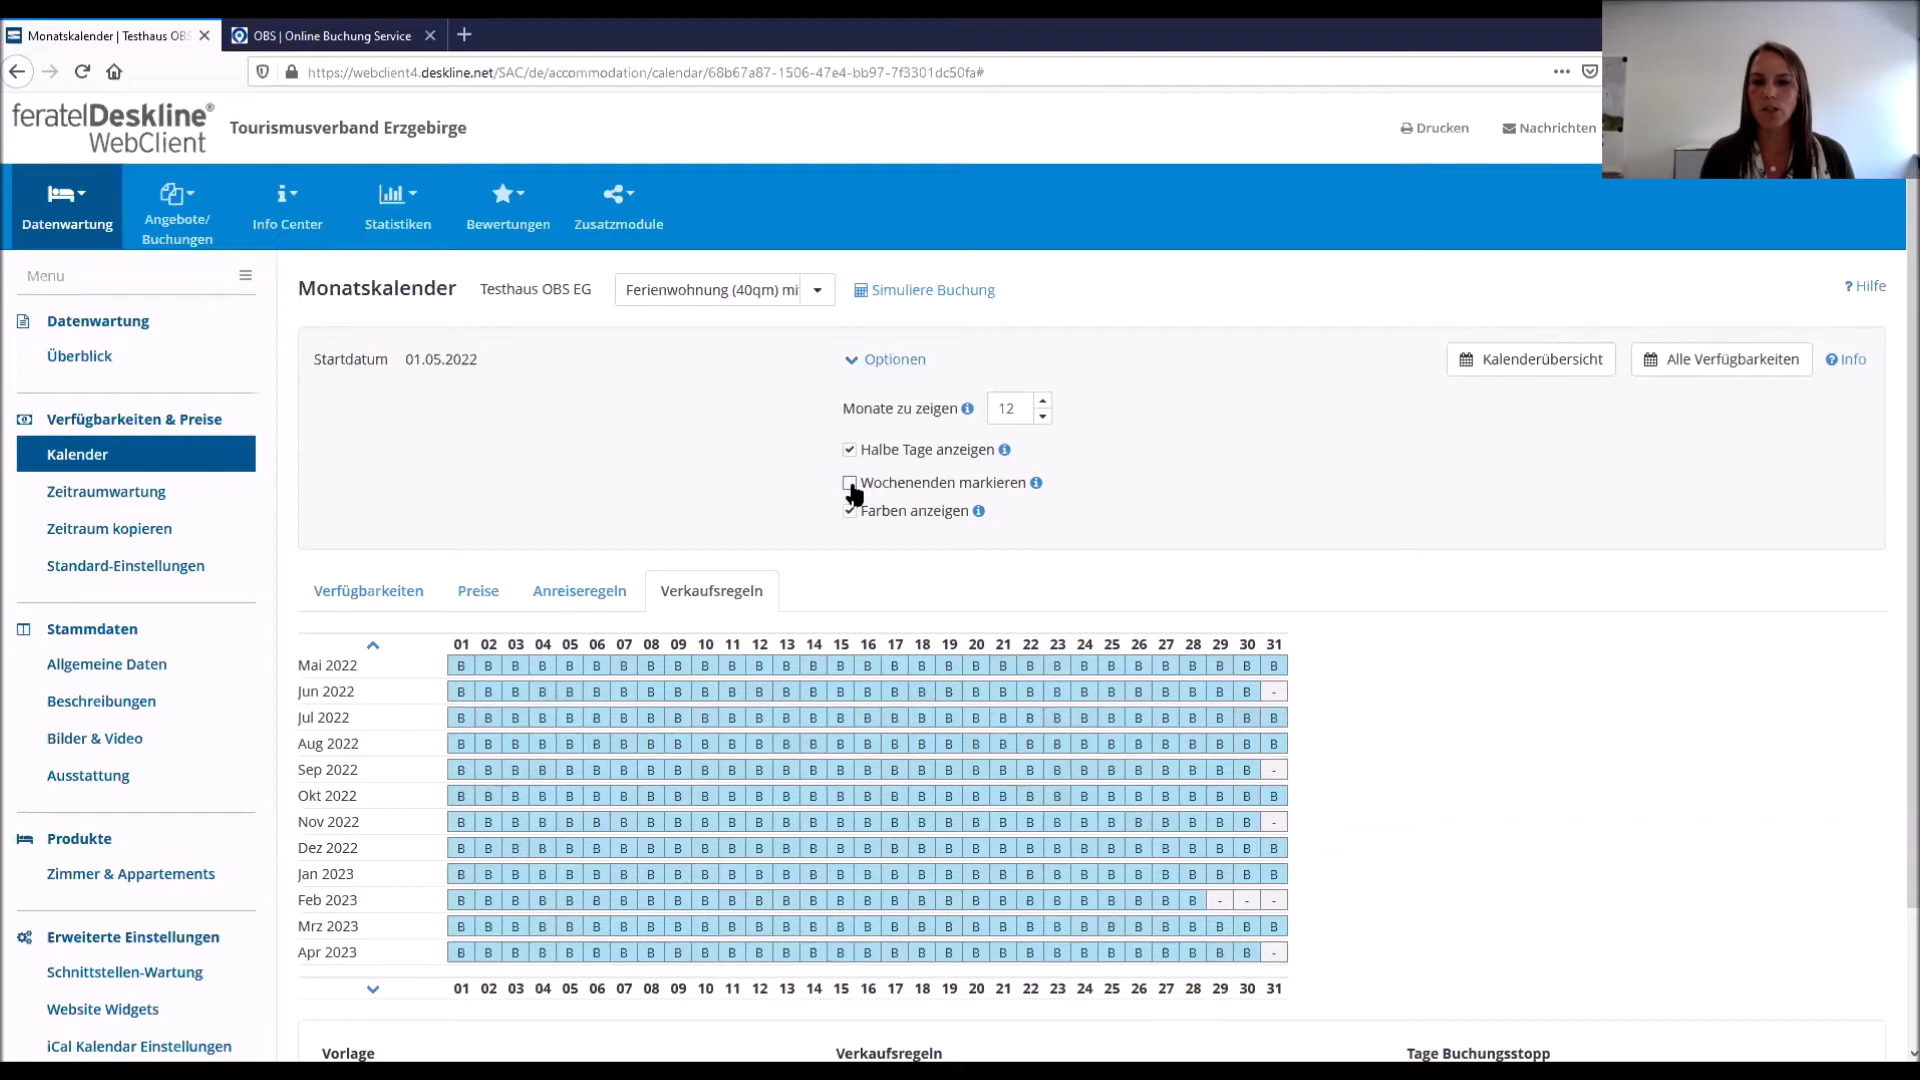 Monatskalender | Testhaus OBS
OBS | Online Buchung Service
https://webclient4.deskline.net/SAC/de/accommodation/calendar/68b67a87-1506-47e4-bb97-7f3301dc50fa#
feratelDeskline®
WebClient
Tourismusverband Erzgebirge
Drucken
Nachrichten
Datenwartung
Angebote/
Buchungen
Info Center
Statistiken
Bewertungen
Zusatzmodule
Menu
Datenwartung
Überblick
Verfügbarkeiten & Preise
Kalender
Zeitraumwartung
Zeitraum kopieren
Standard-Einstellungen
Stammdaten
Allgemeine Daten
Beschreibungen
Bilder & Video
Ausstattung
Produkte
Zimmer & Appartements
Erweiterte Einstellungen
Schnittstellen-Wartung
Website Widgets
iCal Kalendar Einstellungen
Monatskalender Testhaus OBS EG Ferienwohnung (40qm) mi Simuliere Buchung
? Hilfe
Startdatum 01.05.2022
Optionen
Kalenderübersicht
Alle Verfügbarkeiten
Info
Monate zu zeigen 12
Halbe Tage anzeigen
Wochenenden markieren
Farben anzeigen
Verfügbarkeiten Preise Anreiseregeln Verkaufsregeln
01 02 03 04 05 06 07 08 09 10 11 12 13 14 15 16 17 18 19 20 21 22 23 24 25 26 27 28 29 30 31
Mai 2022 B B B B B B B B B B B B B B B B B B B B B B B B B B B B B B B
Jun 2022 B B B B B B B B B B B B B B B B B B B B B B B B B B B B B B -
Jul 2022 B B B B B B B B B B B B B B B B B B B B B B B B B B B B B B B
Aug 2022 B B B B B B B B B B B B B B B B B B B B B B B B B B B B B B B
Sep 2022 B B B B B B B B B B B B B B B B B B B B B B B B B B B B B B -
Okt 2022 B B B B B B B B B B B B B B B B B B B B B B B B B B B B B B B
Nov 2022 B B B B B B B B B B B B B B B B B B B B B B B B B B B B B B -
Dez 2022 B B B B B B B B B B B B B B B B B B B B B B B B B B B B B B B
Jan 2023 B B B B B B B B B B B B B B B B B B B B B B B B B B B B B B B
Feb 2023 B B B B B B B B B B B B B B B B B B B B B B B B B B B B - - -
Mrz 2023 B B B B B B B B B B B B B B B B B B B B B B B B B B B B B B B
Apr 2023 B B B B B B B B B B B B B B B B B B B B B B B B B B B B B B -
01 02 03 04 05 06 07 08 09 10 11 12 13 14 15 16 17 18 19 20 21 22 23 24 25 26 27 28 29 30 31
Vorlage Verkaufsregeln Tage Buchungsstopp